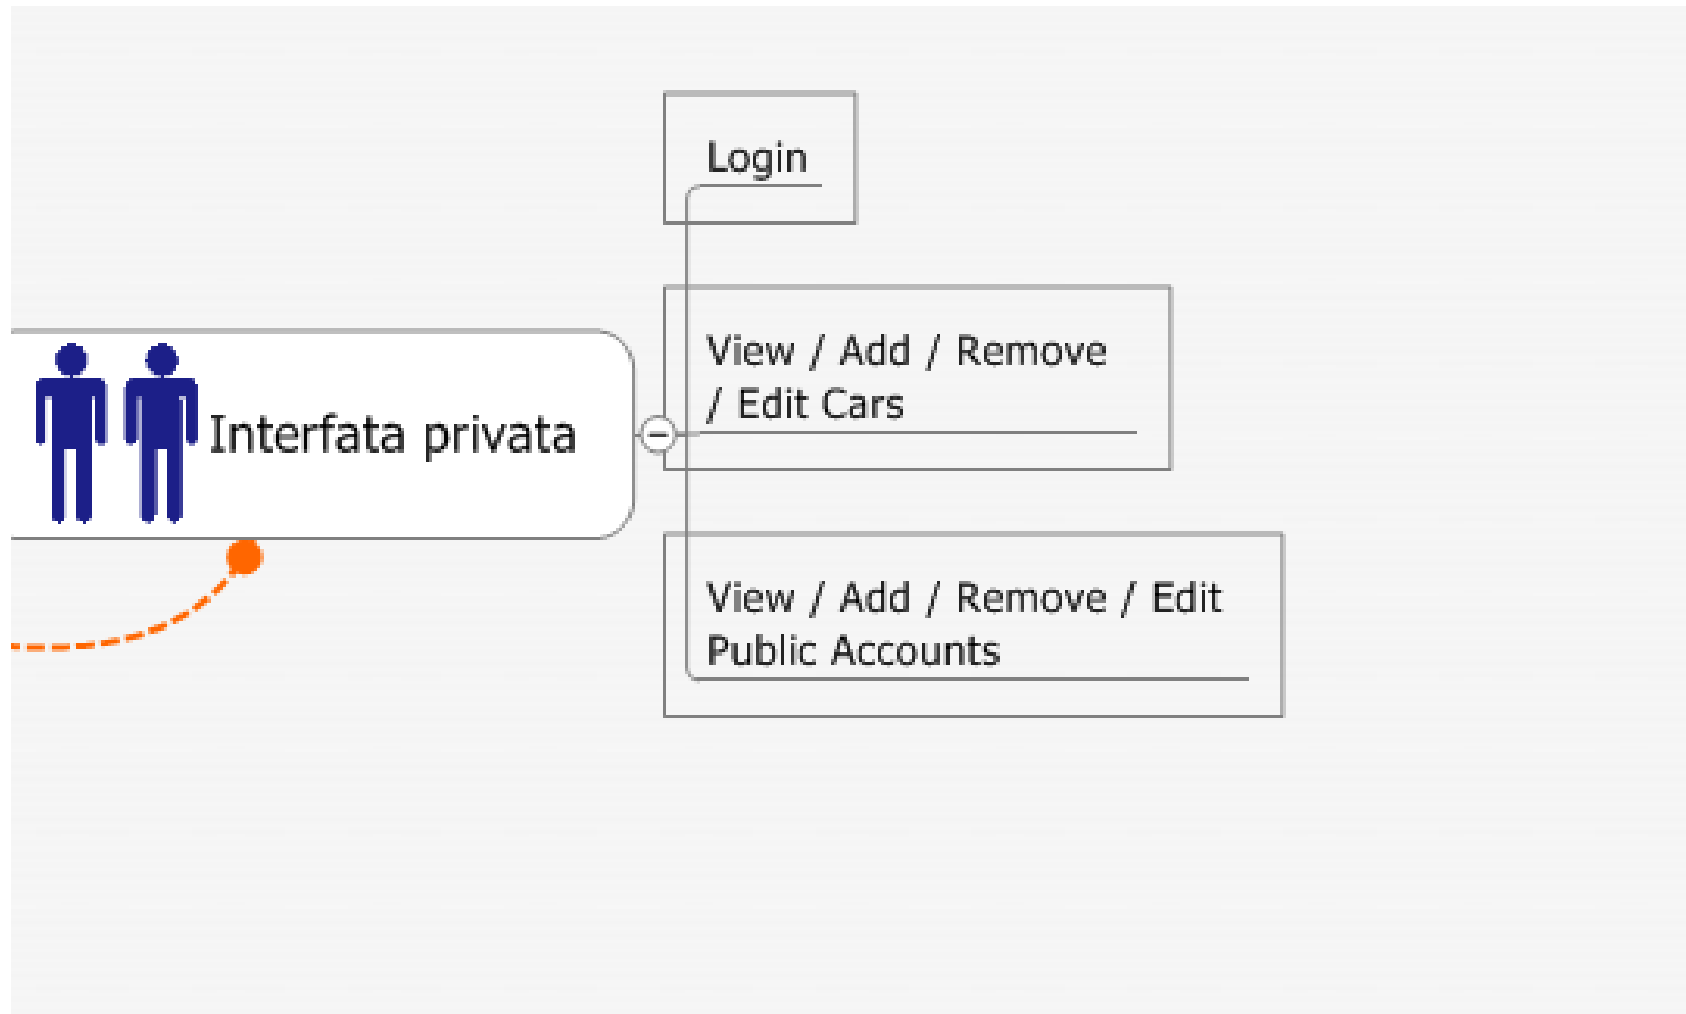 Login
View / Add / Remove
/ Edit Cars
Interfata privata
View / Add / Remove / Edit
Public Accounts